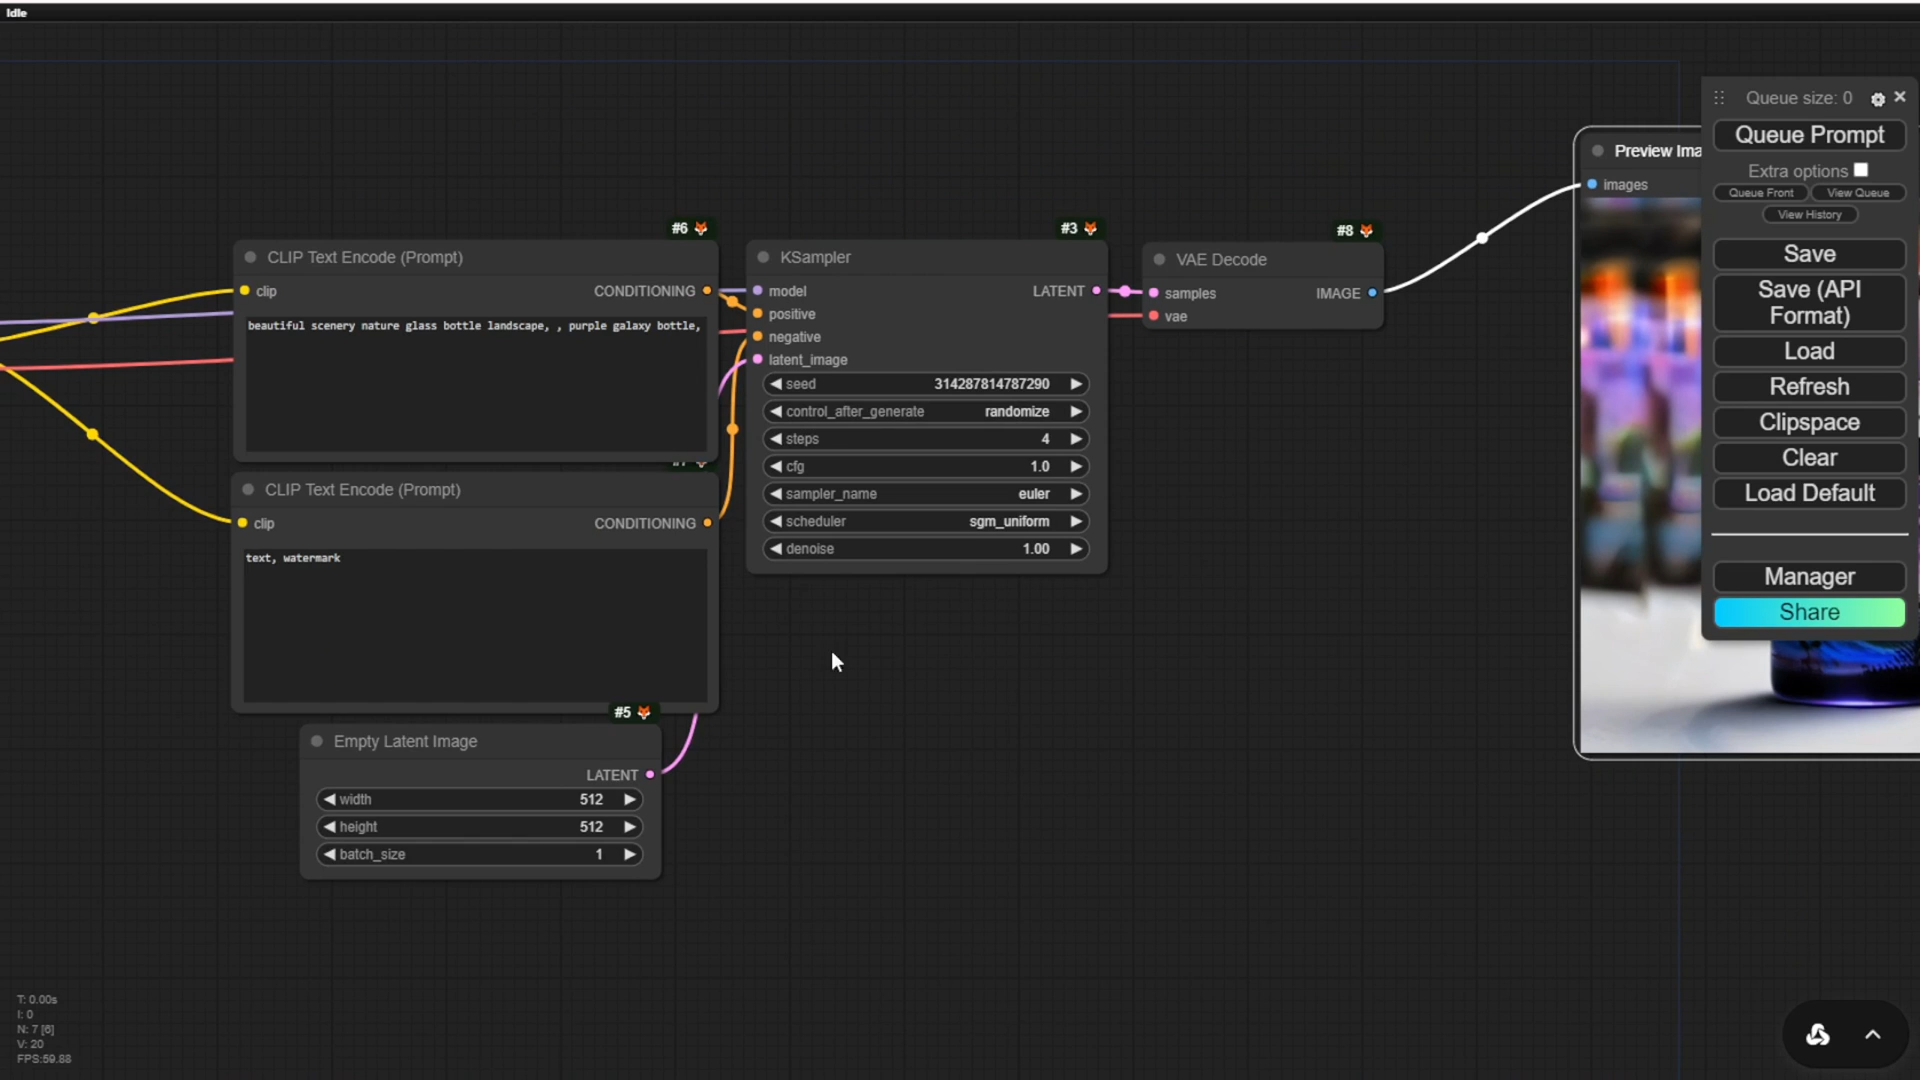 Idle
Queue size: 0
Queue Prompt
Extra options
Queue Front
View Queue
View History
Save
Save (API
Format)
Load
Refresh
Clipspace
Clear
Load Default
Manager
Share
Preview Ima
images
#6
CLIP Text Encode (Prompt)
clip
CONDITIONING
beautiful scenery nature glass bottle landscape, , purple galaxy bottle,
#7
CLIP Text Encode (Prompt)
clip
CONDITIONING
text, watermark
#5
Empty Latent Image
LATENT
width 512
height 512
batch_size 1
#3
KSampler
model
LATENT
positive
negative
latent_image
seed 314287814787290
control_after_generate randomize
steps 4
cfg 1.0
sampler_name euler
scheduler sgm_uniform
denoise 1.00
#8
VAE Decode
samples
IMAGE
vae
T: 0.00s
I: 0
N: 7 [6]
V: 20
FPS:59.88